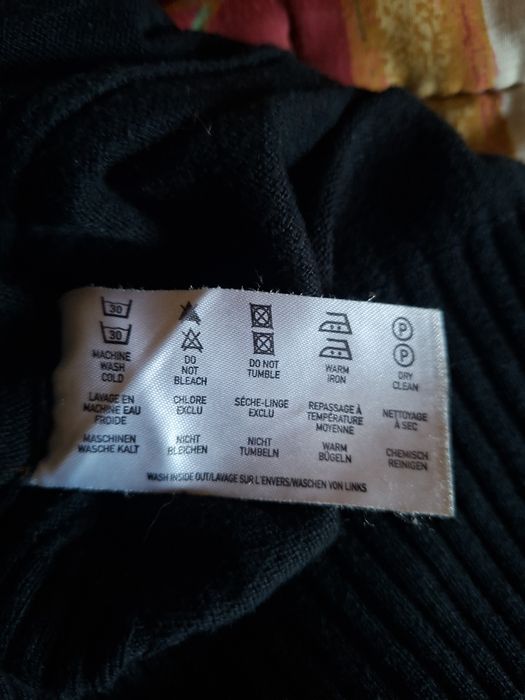 30
30
MACHINE
WASH
COLD
LAVAGE EN
MACHINE EAU
FROIDE
MASCHINEN
WASCHE KALT
DO
NOT
BLEACH
CHLORE
EXCLU
NICHT
BLEICHEN
DO NOT
TUMBLE
SÉCHE-LINGE
EXCLU
NICHT
TUMBELN
WARM
IRON
REPASSAGE À
TEMPÉRATURE
MOYENNE
WARM
BÜGELN
P
P
DRY
CLEAN
NETTOYAGE
À SEC
CHEMISCH
REINIGEN
WASH INSIDE OUT/LAVAGE SUR L'ENVERS/WASCHEN VON LINKS